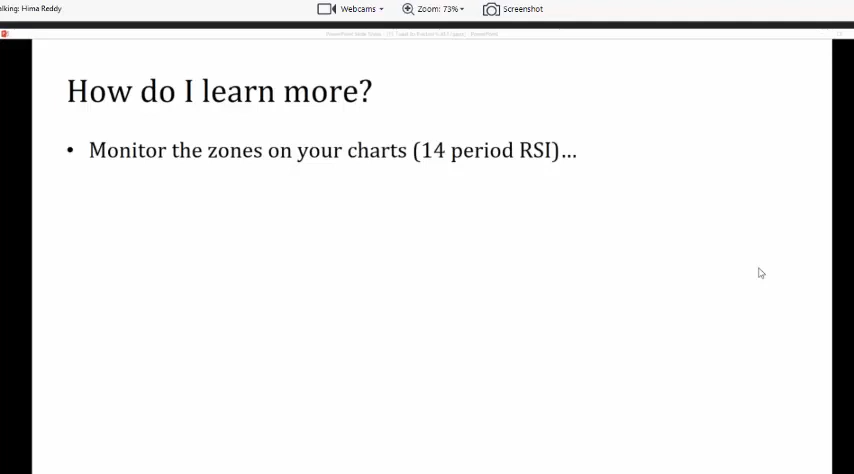 alking: Hima Reddy
Webcams
Zoom: 73%
Screenshot
How do I learn more?
• Monitor the zones on your charts (14 period RSI)...